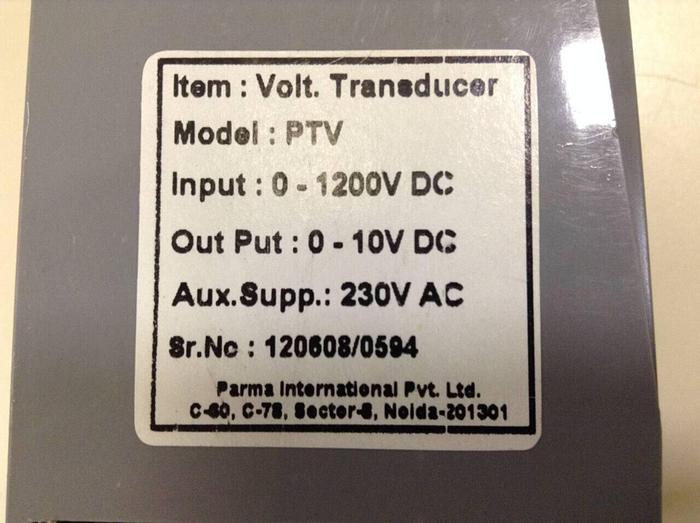 Item : Volt. Transducer
Model : PTV
Input : 0 - 1200V DC
Out Put : 0 - 10V DC
Aux.Supp.: 230V AC
Sr.No : 120608/0594
Parma International Pvt. Ltd.
C-60, C-78, Sector-8, Noida-201301